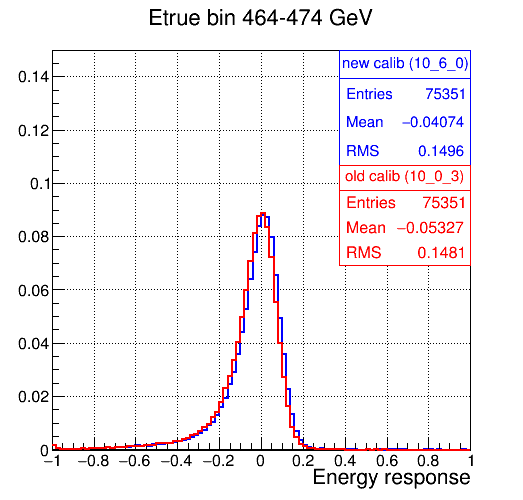 Etrue bin 464-474 GeV
new calib (10_6_0)
Entries 75351
Mean −0.04074
RMS 0.1496
old calib (10_0_3)
Entries 75351
Mean −0.05327
RMS 0.1481
0.14
0.12
0.1
0.08
0.06
0.04
0.02
0
−1 −0.8 −0.6 −0.4 −0.2 0 0.2 0.4 0.6 0.8 1
Energy response